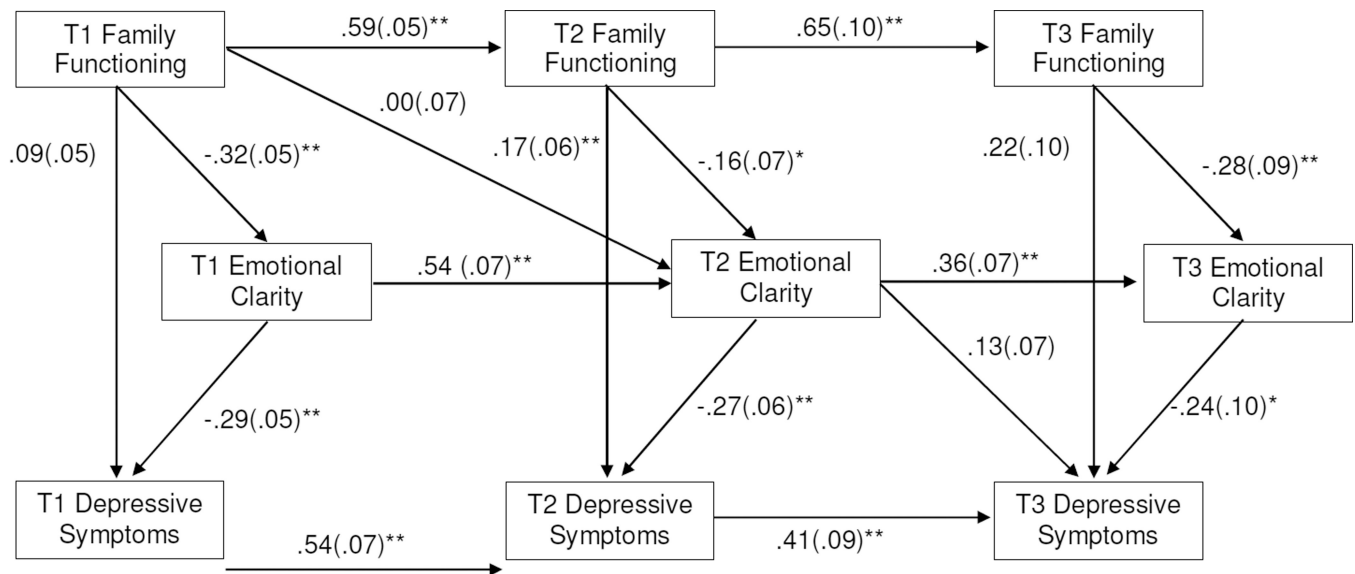 T1 Family
Functioning
.59(.05)**
T2 Family
Functioning
.65(.10)**
T3 Family
Functioning
.00(.07)
.09(.05)
-.32(.05)**
.17(.06)**
-.16(.07)*
.22(.10)
-.28(.09)**
T1 Emotional
Clarity
.54 (.07)**
T2 Emotional
Clarity
.36(.07)**
T3 Emotional
Clarity
.13(.07)
-.29(.05)**
-.27(.06)**
-.24(.10)*
T1 Depressive
Symptoms
.54(.07)**
T2 Depressive
Symptoms
.41(.09)**
T3 Depressive
Symptoms